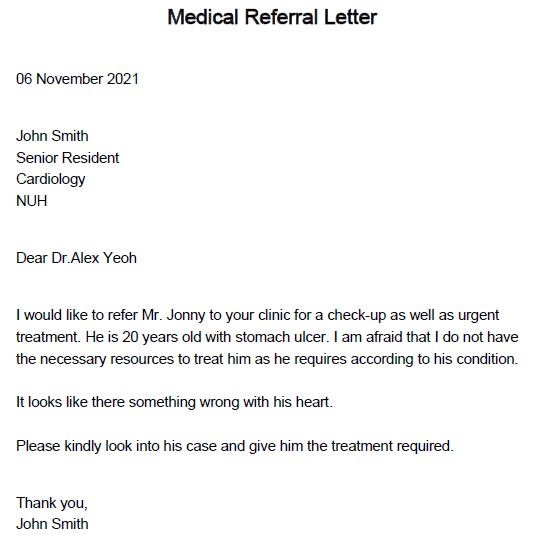 Medical Referral Letter
06 November 2021
John Smith
Senior Resident
Cardiology
NUH
Dear Dr.Alex Yeoh
I would like to refer Mr. Jonny to your clinic for a check-up as well as urgent
treatment. He is 20 years old with stomach ulcer. I am afraid that I do not have
the necessary resources to treat him as he requires according to his condition.
It looks like there something wrong with his heart.
Please kindly look into his case and give him the treatment required.
Thank you,
John Smith